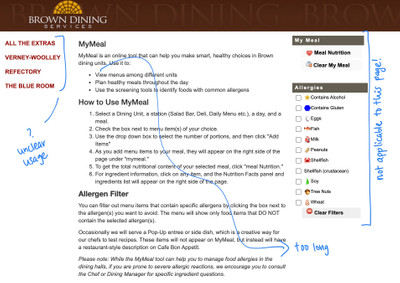 BROWN DINING
SERVICES
ALL THE EXTRAS
VERNEY-WOOLLEY
REFECTORY
THE BLUE ROOM
?
unclear
usage
MyMeal
MyMeal is an online tool that can help you make smart, healthy choices in Brown
dining units. Use it to:
• View menus among different units
• Plan healthy meals throughout the day
• Use the screening tools to identify foods with common allergens
How to Use MyMeal
1. Select a Dining Unit, a station (Salad Bar, Deli, Daily Menu etc.), a day, and a
meal.
2. Check the box next to menu item(s) of your choice.
3. Use the drop down box to select the number of portions, and then click "Add
Items"
4. As you add menu items to your meal, they will appear on the right side of the
page under "mymeal."
5. To get the total nutritional content of your selected meal, click "meal Nutrition."
6. For ingredient information, click on any item, and the Nutrition Facts panel and
ingredients list will appear on the right side of the page.
Allergen Filter
You can filter out menu items that contain specific allergens by clicking the box next to
the allergen(s) you want to avoid. The menu will show only food items that DO NOT
contain the selected allergen(s).
Occasionally we will serve a Pop-Up entree or side dish, which is a creative way for
our chefs to test recipes. These items will not appear on MyMeal, but instead will have
a restaurant-style description on Cafe Bon Appetit.
Please note: While the MyMeal tool can help you to manage food allergies in the
dining halls, if you are prone to severe allergic reactions, we encourage you to consult
the Chef or Dining Manager for specific ingredient questions.
too long
My Meal
Meal Nutrition
Clear My Meal
Allergies
Contains Alcohol
Contains Gluten
Eggs
Fish
Milk
Peanuts
Shellfish
Shellfish (crustacean)
Soy
Tree Nuts
Wheat
Clear Filters
not applicable to this page!